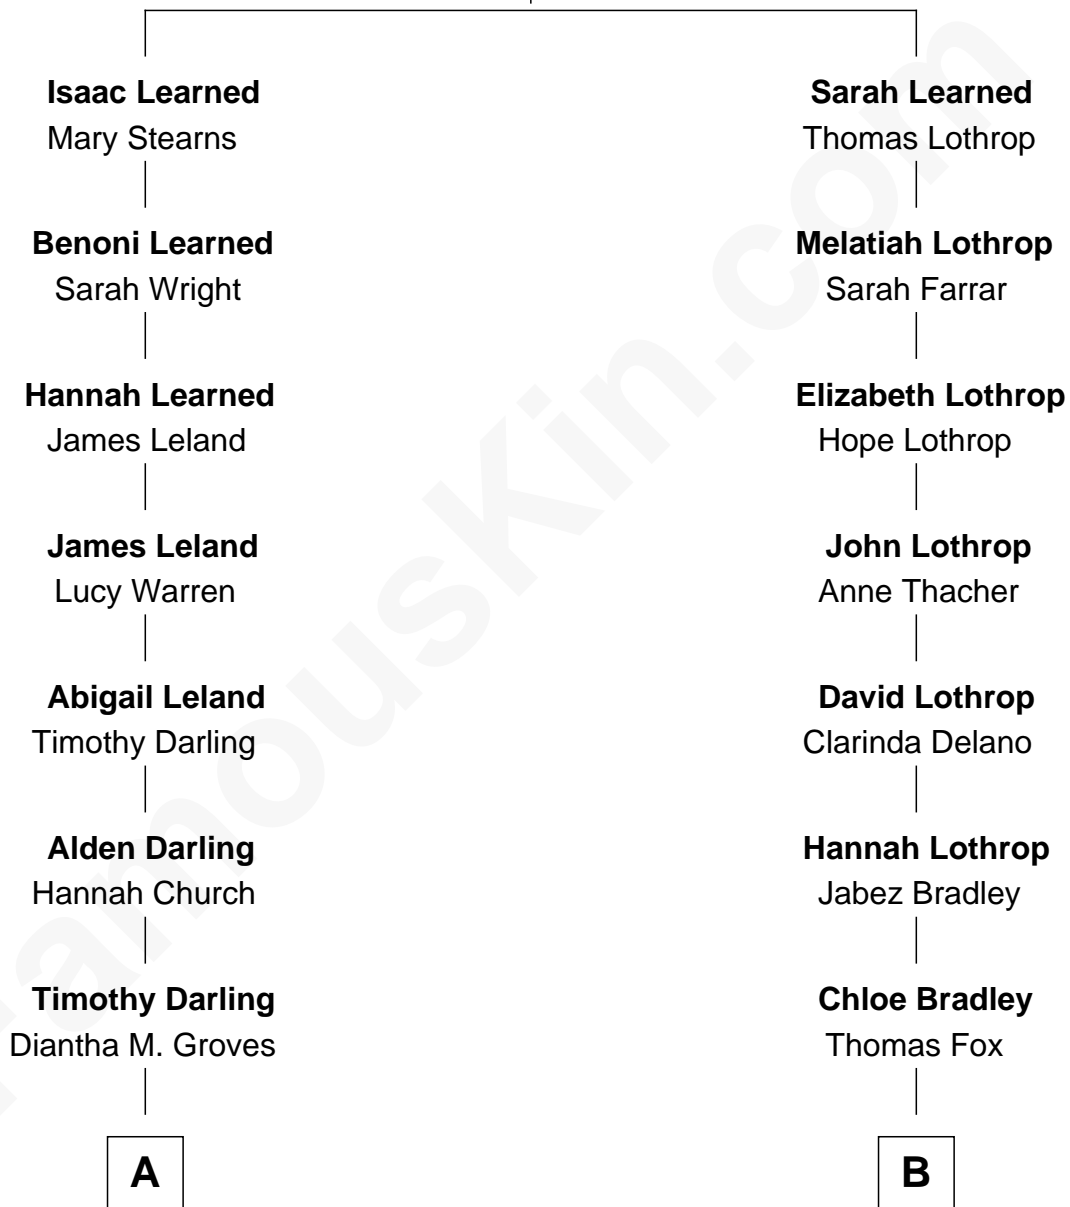 Isaac Learned
Mary Stearns
Benoni Learned
Sarah Wright
Hannah Learned
James Leland
James Leland
Lucy Warren
Abigail Leland
Timothy Darling
Alden Darling
Hannah Church
Timothy Darling
Diantha M. Groves
A
Sarah Learned
Thomas Lothrop
Melatiah Lothrop
Sarah Farrar
Elizabeth Lothrop
Hope Lothrop
John Lothrop
Anne Thacher
David Lothrop
Clarinda Delano
Hannah Lothrop
Jabez Bradley
Chloe Bradley
Thomas Fox
B
FamousKin.com